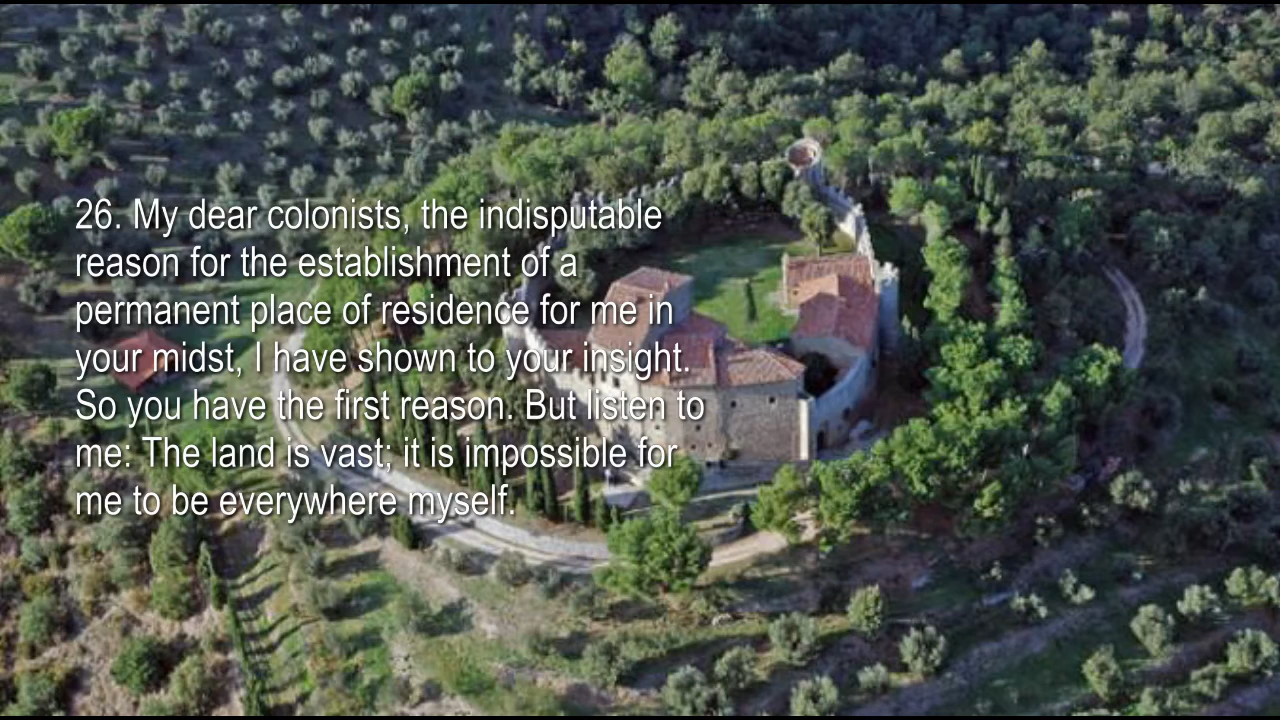 26. My dear colonists, the indisputable
reason for the establishment of a
permanent place of residence for me in
your midst, I have shown to your insight.
So you have the first reason. But listen to
me: The land is vast; it is impossible for
me to be everywhere myself.